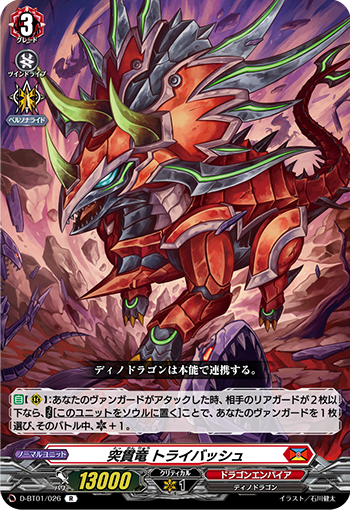 3
グレード
ツインドライブ
ペルソナライド
ディノドラゴンは本能で連携する。
【自】【(R)】:あなたのヴァンガードがアタックした時、相手のリアガードが2枚以
下なら、【コスト】[このユニットをソウルに置く]ことで、あなたのヴァンガードを1枚
選び、そのバトル中、☆+1。
ノーマルユニット
突貫竜 トライバッシュ
パワー 13000
クリティカル
1
ドラゴンエンパイア
ディノドラゴン
D-BT01/026 R
イラスト/石川健太